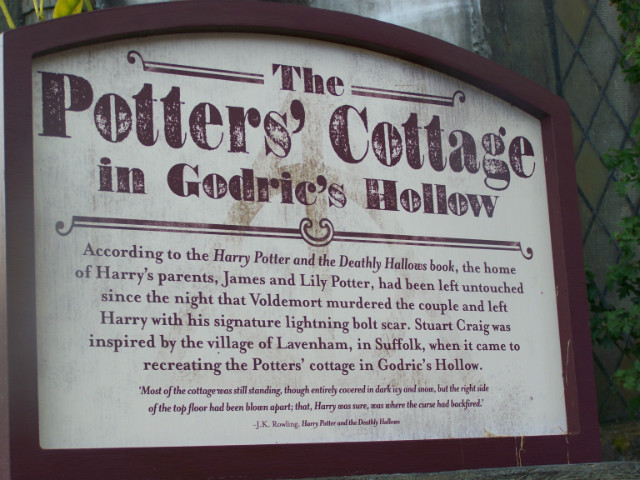 The
Potters' Cottage
in Godric's Hollow
According to the Harry Potter and the Deathly Hallows book, the home
of Harry's parents, James and Lily Potter, had been left untouched
since the night that Voldemort murdered the couple and left
Harry with his signature lightning bolt scar. Stuart Craig was
inspired by the village of Lavenham, in Suffolk, when it came to
recreating the Potters' cottage in Godric's Hollow.
'Most of the cottage was still standing, though entirely covered in dark ivy and snow, but the right side
of the top floor had been blown apart; that, Harry was sure, was where the curse had backfired.'
–J.K. Rowling, Harry Potter and the Deathly Hallows